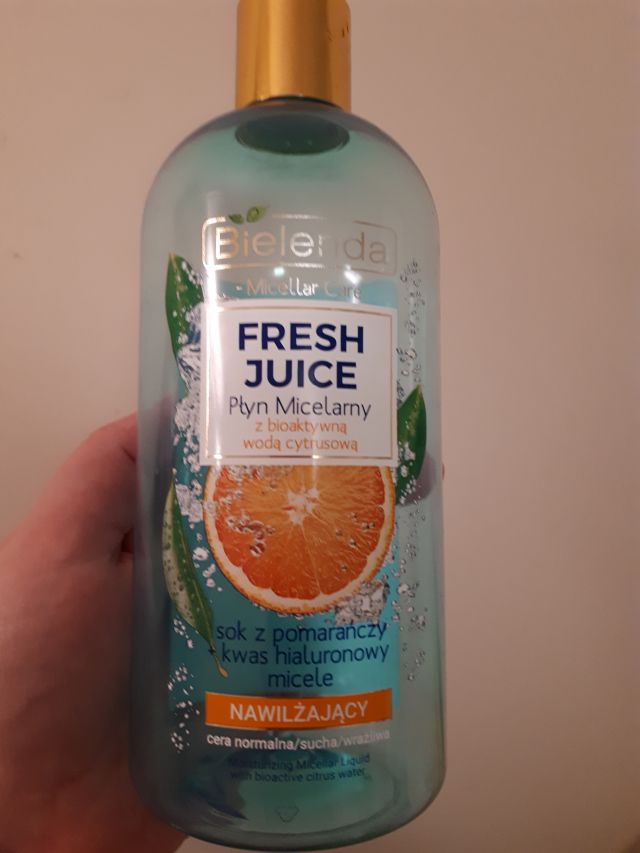 Bielenda
Micellar Care
FRESH
JUICE
Płyn Micelarny
z bioaktywną
wodą cytrusową
sok z pomarańczy
+ kwas hialuronowy
micele
NAWILŻAJĄCY
cera normalna/sucha/wrażliwa
Moisturizing Micellar Liquid
with bioactive citrus water